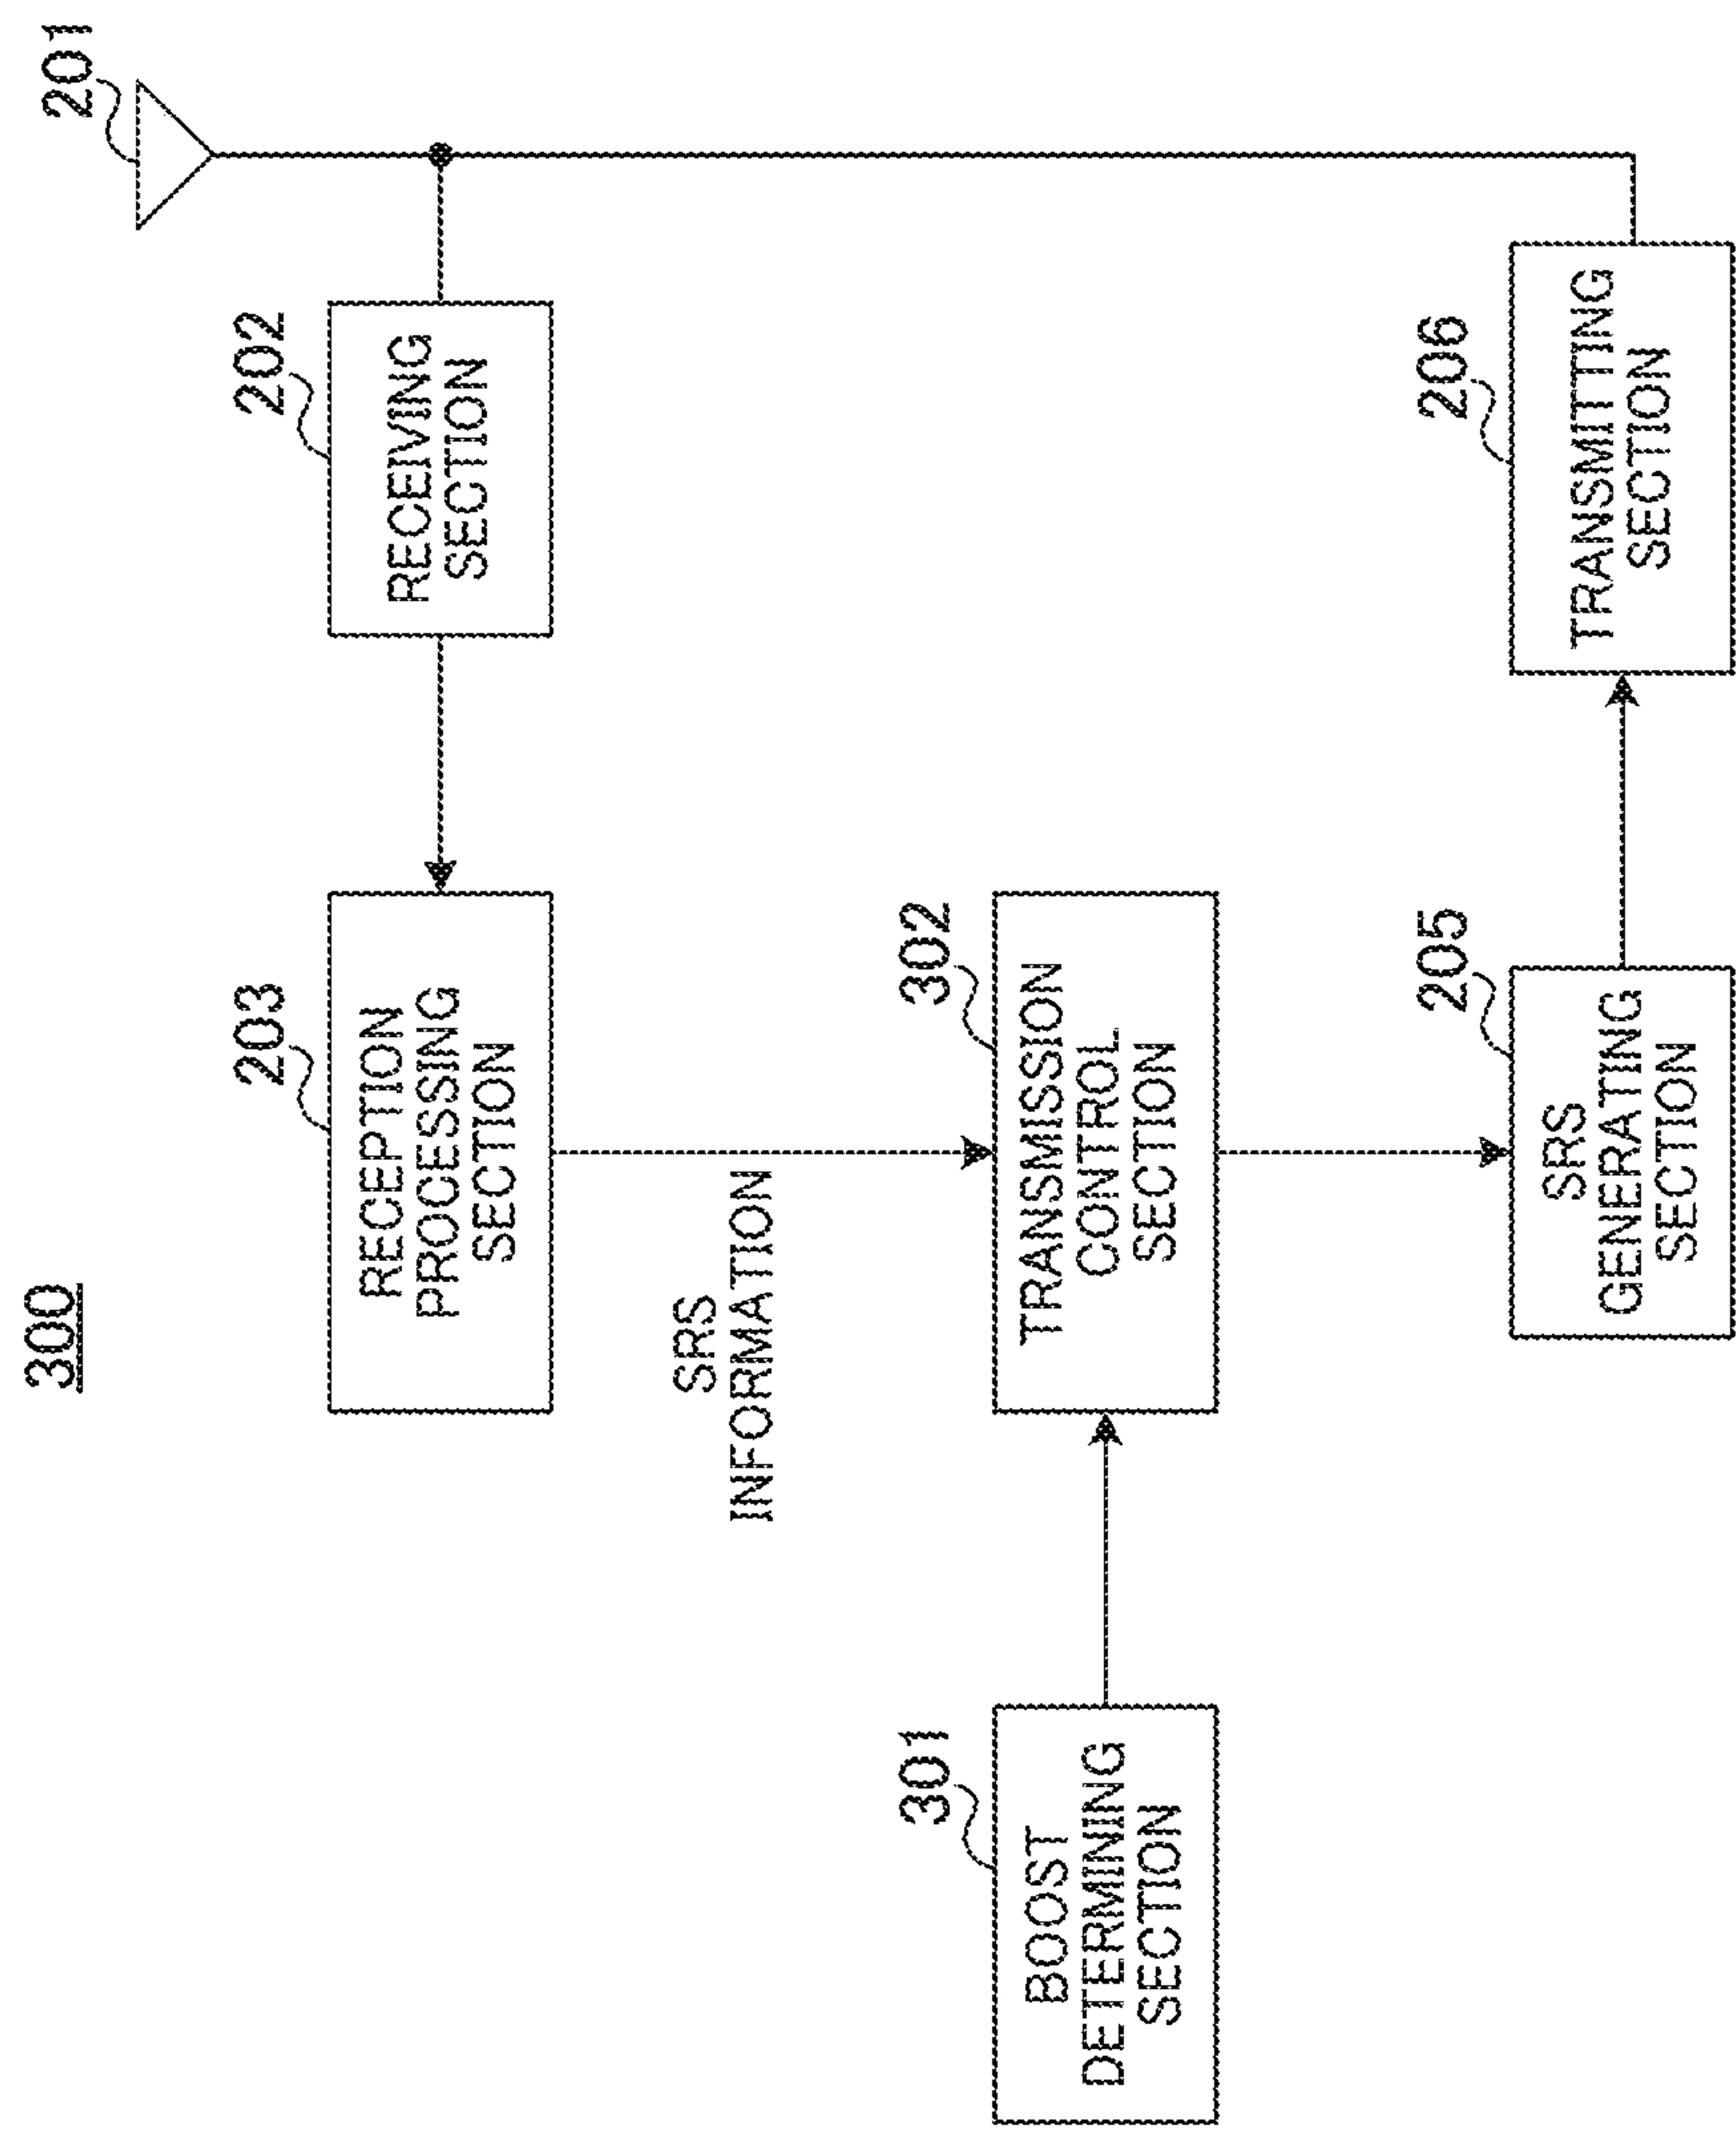 300
201
202
RECEIVING
SECTION
203
RECEPTION
PROCESSING
SECTION
SRS
INFORMATION
301
BOOST
DETERMINING
SECTION
302
TRANSMISSION
CONTROL
SECTION
205
SRS
GENERATING
SECTION
206
TRANSMITTING
SECTION